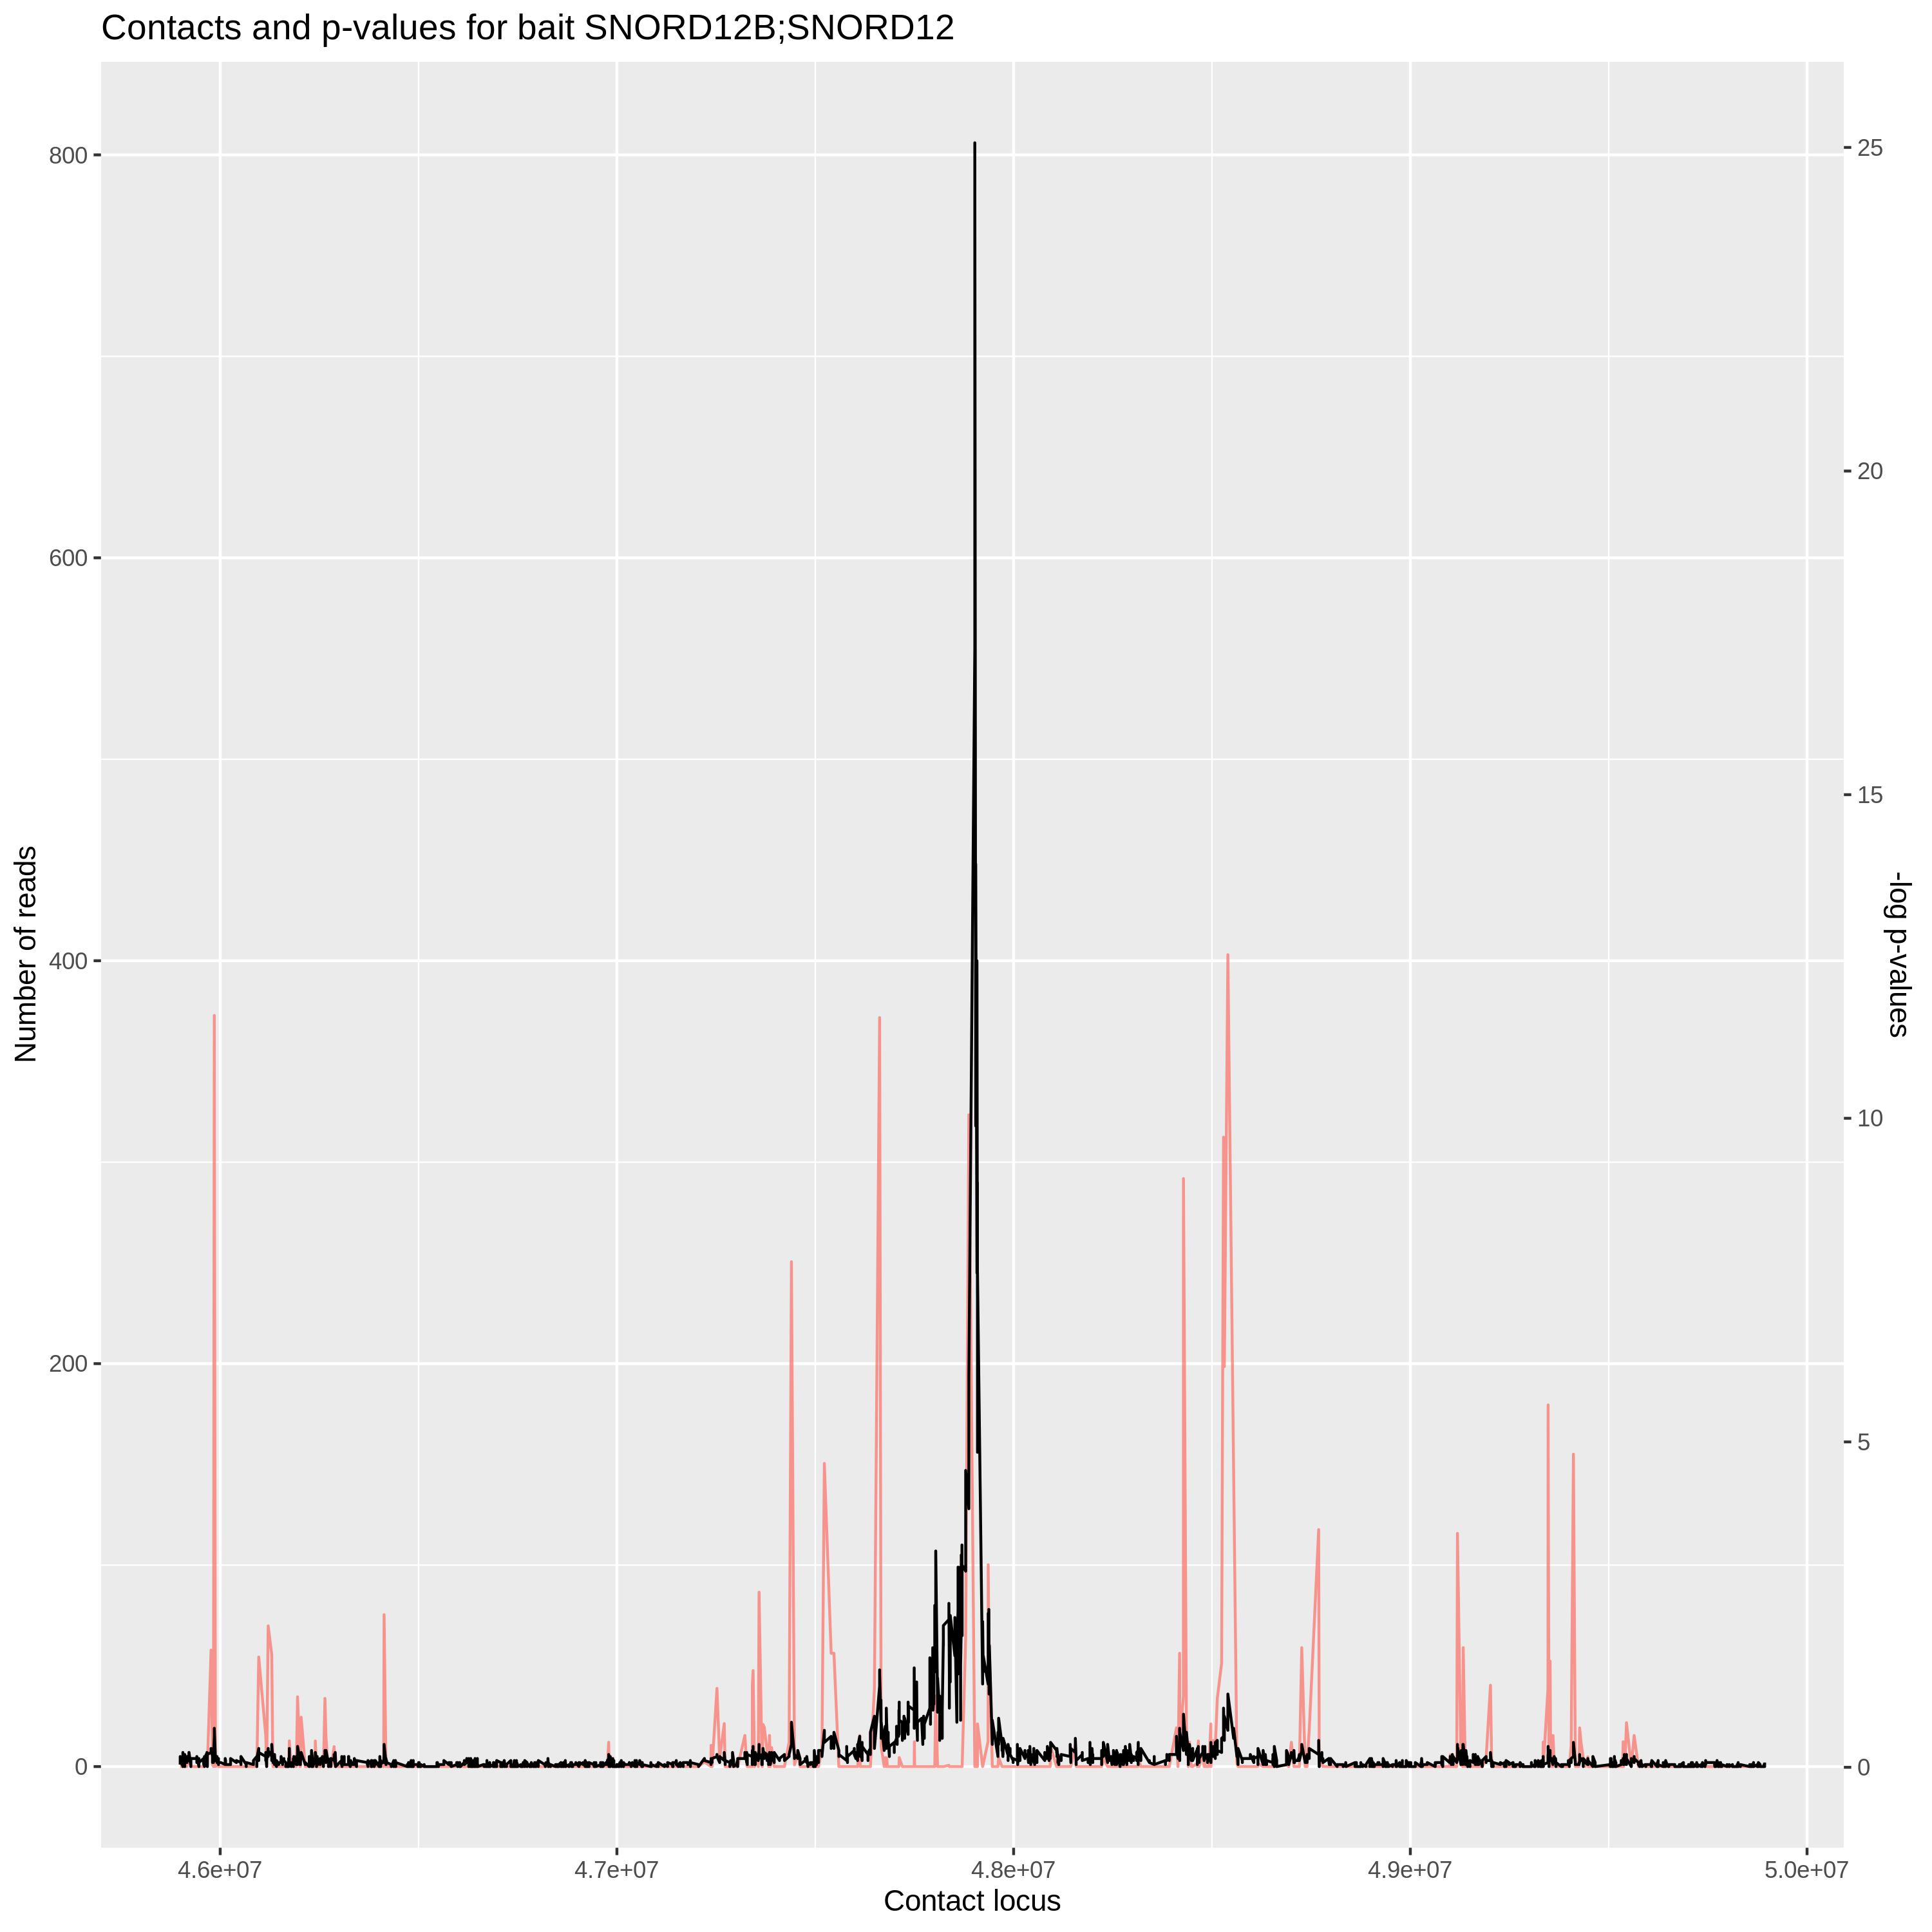 Contacts and p-values for bait SNORD12B;SNORD12
800
600
400
200
0
Number of reads
25
20
15
10
5
0
-log p-values
4.6e+07 4.7e+07 4.8e+07 4.9e+07 5.0e+07
Contact locus